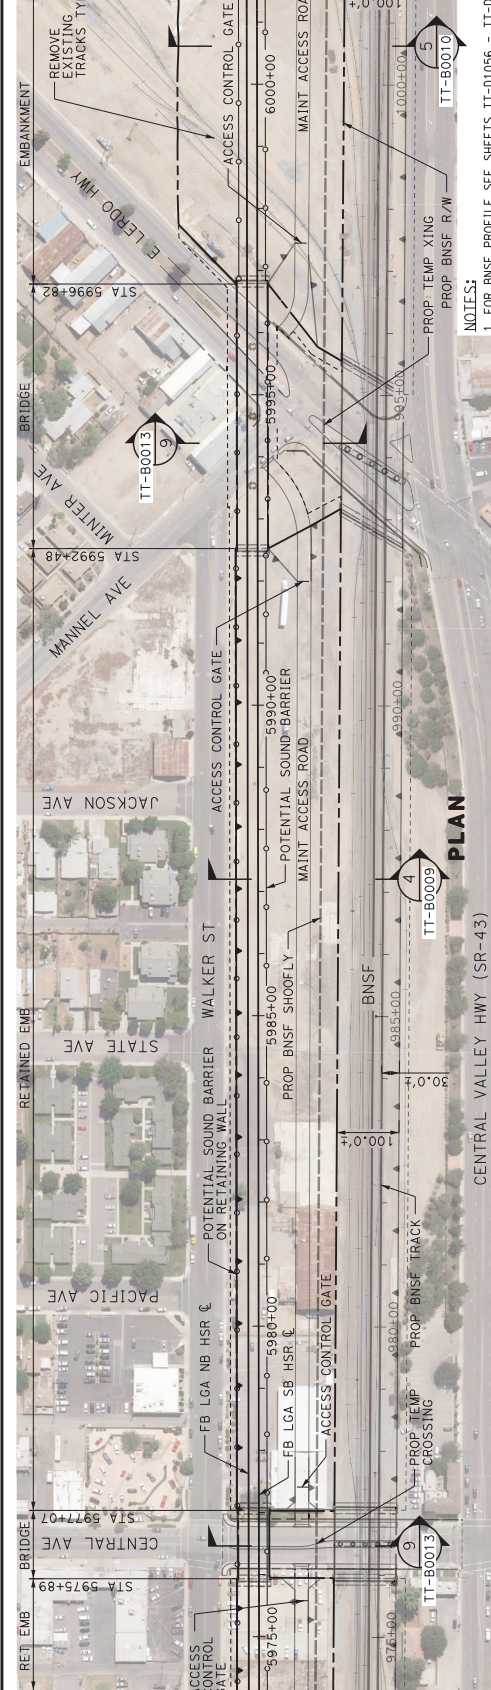 REMOVE
EXISTING
TRACKS TY
EMBANKMENT
E LERDO HWY
ACCESS CONTROL GATE
6000+00
MAINT ACCESS ROA
100.0'±
1000+00
5
TT-B0010
PROP TEMP XING
PROP BNSF R/W
NOTES:
1. FOR BNSF PROFILE SEE SHEETS TT-D1056 - TT-D
STA 5996+82
BRIDGE
9
TT-B0013
5995+00
995+00
MINTER AVE
STA 5992+48
MANNEL AVE
ACCESS CONTROL GATE
5990+00
POTENTIAL SOUND BARRIER
MAINT ACCESS ROAD
990+00
JACKSON AVE
PLAN
4
TT-B0009
WALKER ST
PROP BNSF SHOOFLY
BNSF
5985+00
985+00
RETAINED EMB
STATE AVE
30.0'±
100.0'±
CENTRAL VALLEY HWY (SR-43)
POTENTIAL SOUND BARRIER
ON RETAINING WALL
PACIFIC AVE
PROP BNSF TRACK
5980+00
980+00
FB LGA NB HSR ℄
FB LGA SB HSR ℄
ACCESS CONTROL GATE
PROP TEMP
CROSSING
STA 5977+07
CENTRAL AVE
BRIDGE
STA 5975+89
9
TT-B0013
RET EMB
ACCESS
CONTROL
GATE
5975+00
975+00